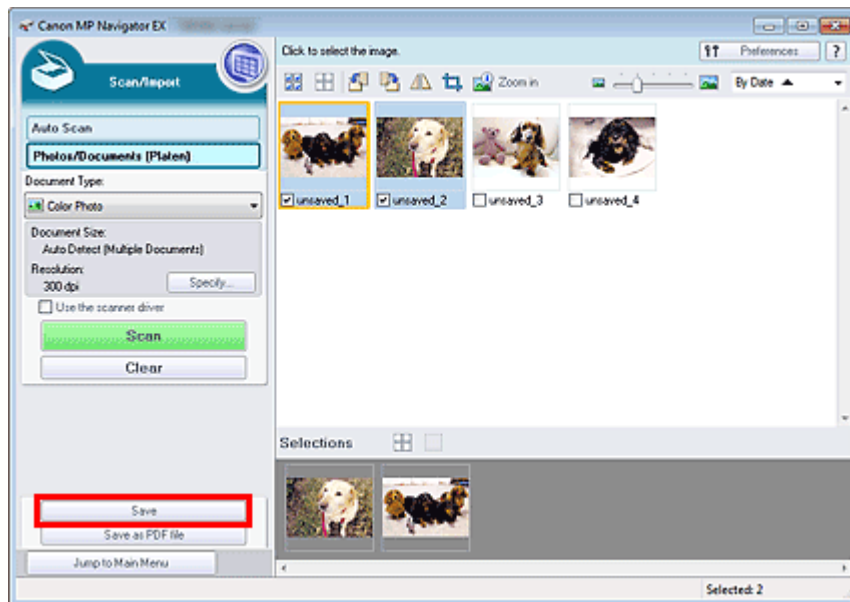 Canon MP Navigator EX
Scan/Import
Auto Scan
Photos/Documents (Platen)
Document Type:
Color Photo
Document Size:
Auto Detect (Multiple Documents)
Resolution:
300 dpi
Specify...
Use the scanner driver
Scan
Clear
Save
Save as PDF file
Jump to Main Menu
Click to select the image.
Preferences
?
Zoom in
By Date
unsaved_1
unsaved_2
unsaved_3
unsaved_4
Selections
Selected: 2